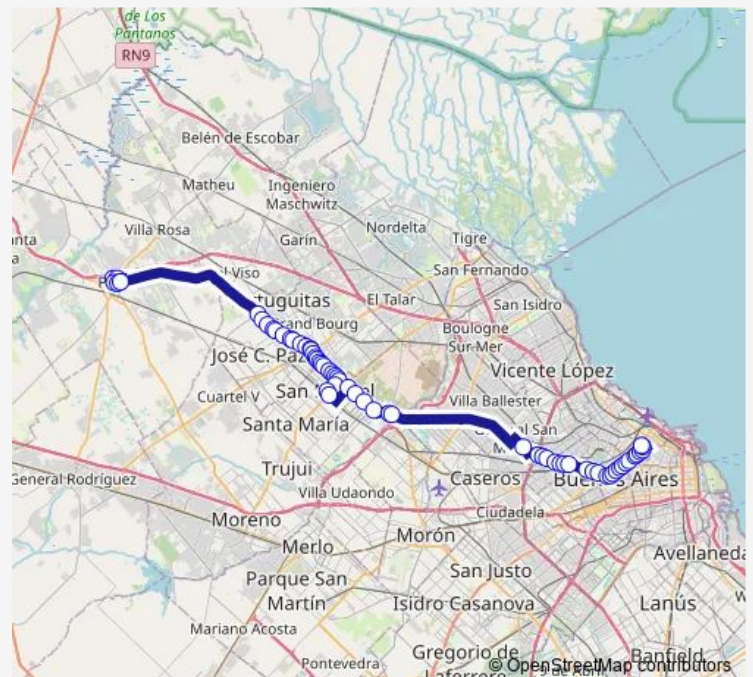 de Los
Pantanos
RN9
Belén de Escobar
Matheu
Ingeniero
Maschwitz
Villa Rosa
Nordelta
Tigre
Garín
San Fernando
El Talar
San Isidro
Grand Bourg
Boulogne
Sur Mer
José C. Paz
Vicente López
Cuartel V
San
Villa Ballester
Santa María
Trujui
Caseros
Buenos Aires
General Rodríguez
Villa Udaondo
Ciudadela
Moreno
Morón
Merlo
Avellaneda
Parque San
Martín
San Justo
Isidro Casanova
Lanús
Mariano Acosta
Gregorio de
Laferrere
Banfield
Pontevedra
© OpenStreetMap contributors